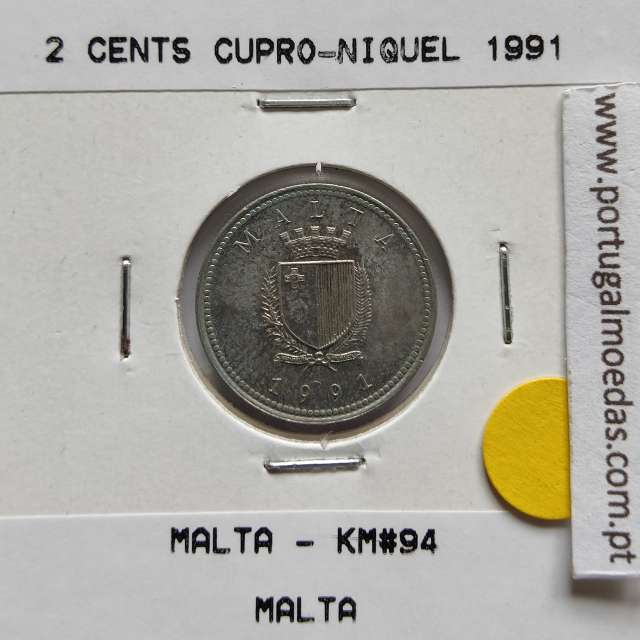 2 CENTS CUPRO-NIQUEL 1991
MALTA
1991
www.portugalmoedas.com.pt
MALTA - KM#94
MALTA